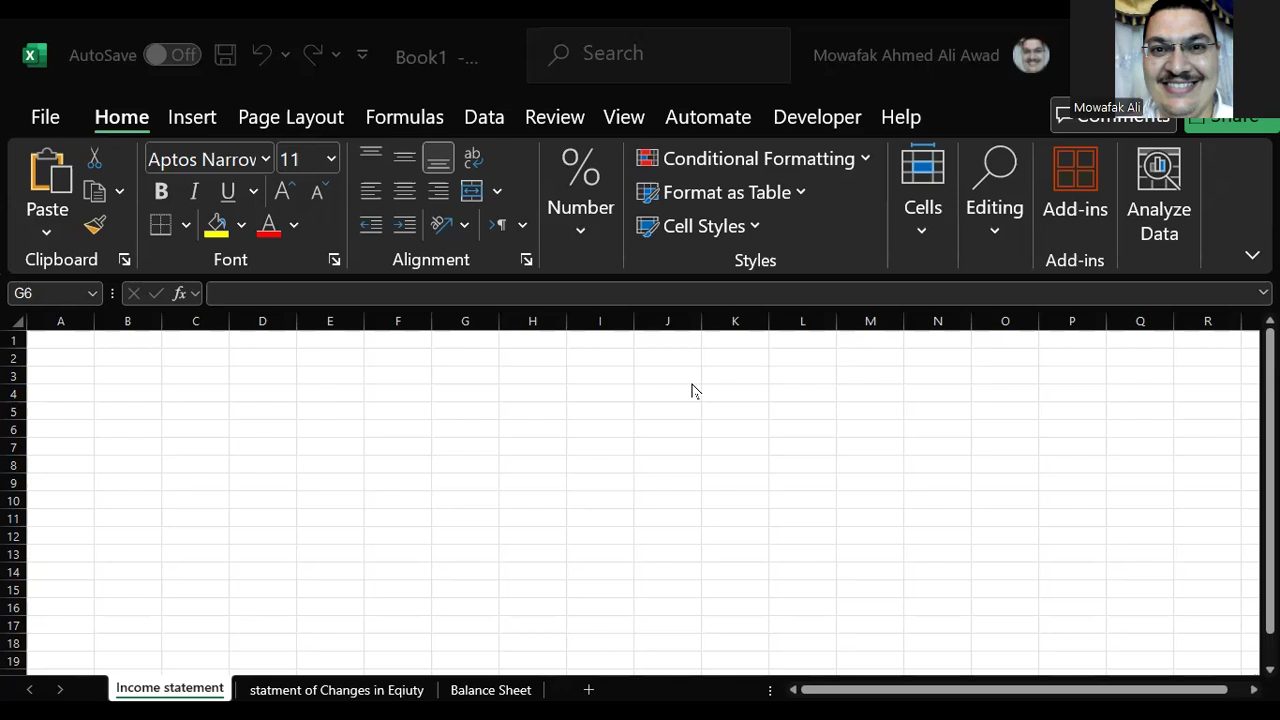 AutoSave Off Book1 -... Search Mowafak Ahmed Ali Awad
Mowafak Ali
File Home Insert Page Layout Formulas Data Review View Automate Developer Help Comments Share
Aptos Narrov 11
Paste
B I U A A
A
Number
Conditional Formatting
Format as Table
Cell Styles
Cells
Editing
Add-ins
Analyze
Data
Clipboard Font Alignment Styles Add-ins
G6 fx
A B C D E F G H I J K L M N O P Q R
1
2
3
4
5
6
7
8
9
10
11
12
13
14
15
16
17
18
19
Income statement statment of Changes in Eqiuty Balance Sheet